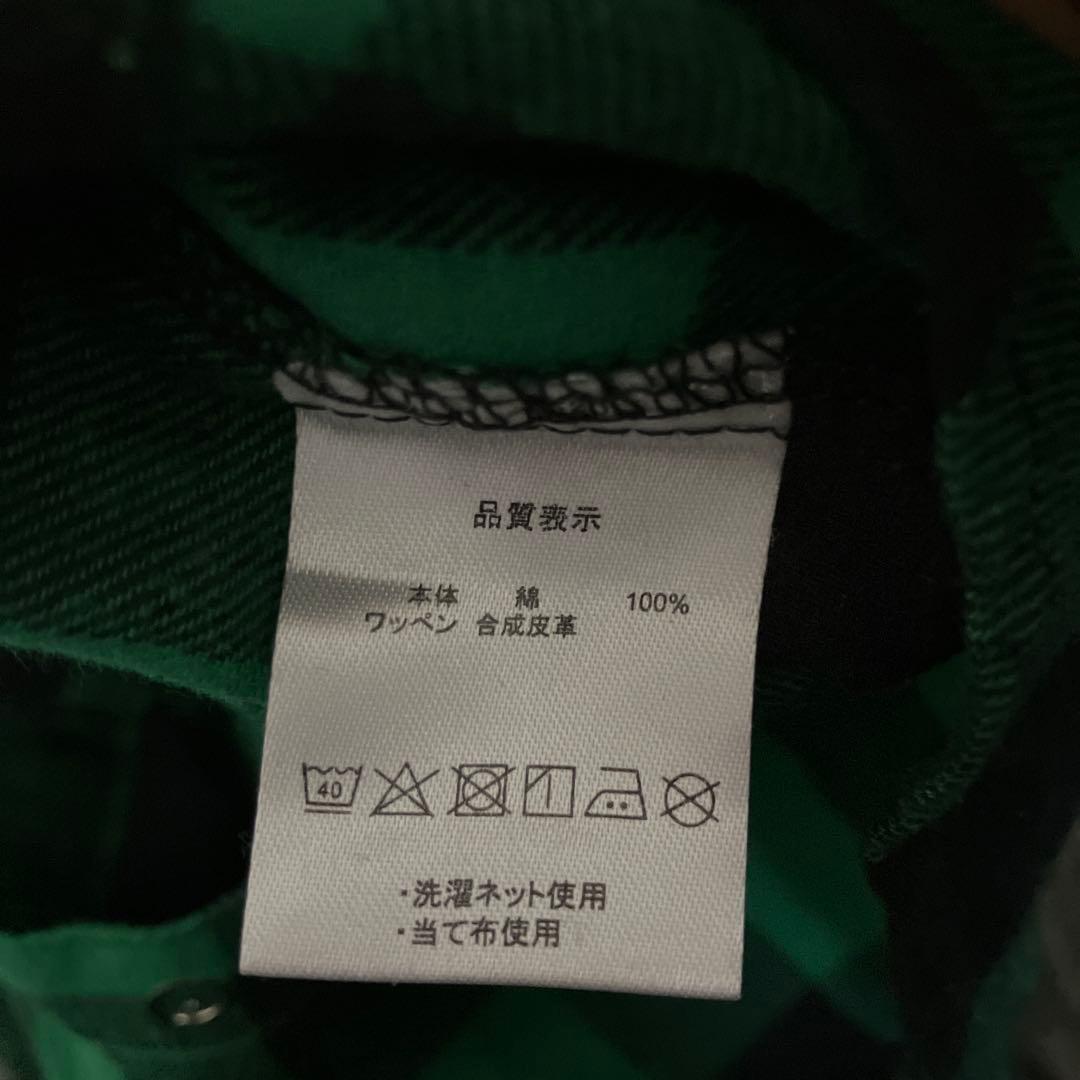 品質表示
本体 綿 100%
ワッペン 合成皮革
40
・洗濯ネット使用
・当て布使用